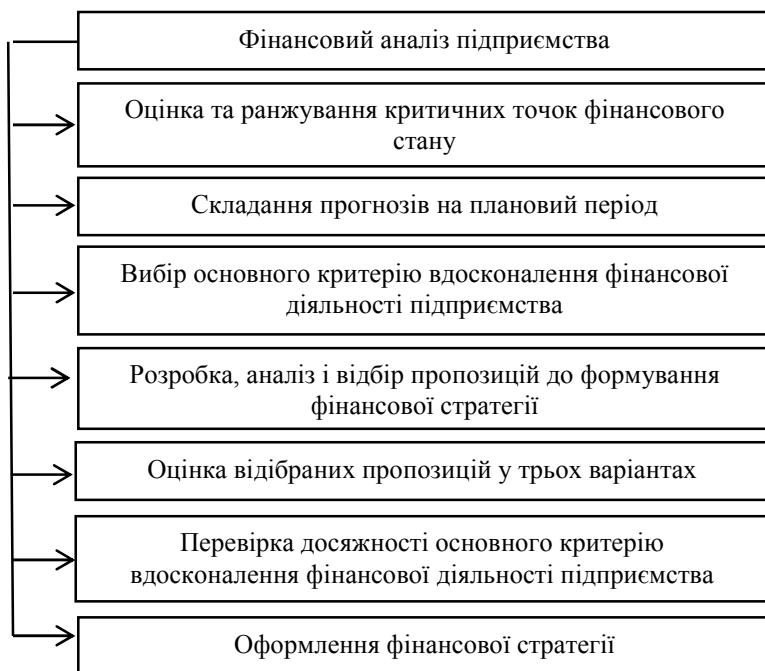 Фінансовий аналіз підприємства
Оцінка та ранжування критичних точок фінансового
стану
Складання прогнозів на плановий період
Вибір основного критерію вдосконалення фінансової
діяльності підприємства
Розробка, аналіз і відбір пропозицій до формування
фінансової стратегії
Оцінка відібраних пропозицій у трьох варіантах
Перевірка досяжності основного критерію
вдосконалення фінансової діяльності підприємства
Оформлення фінансової стратегії